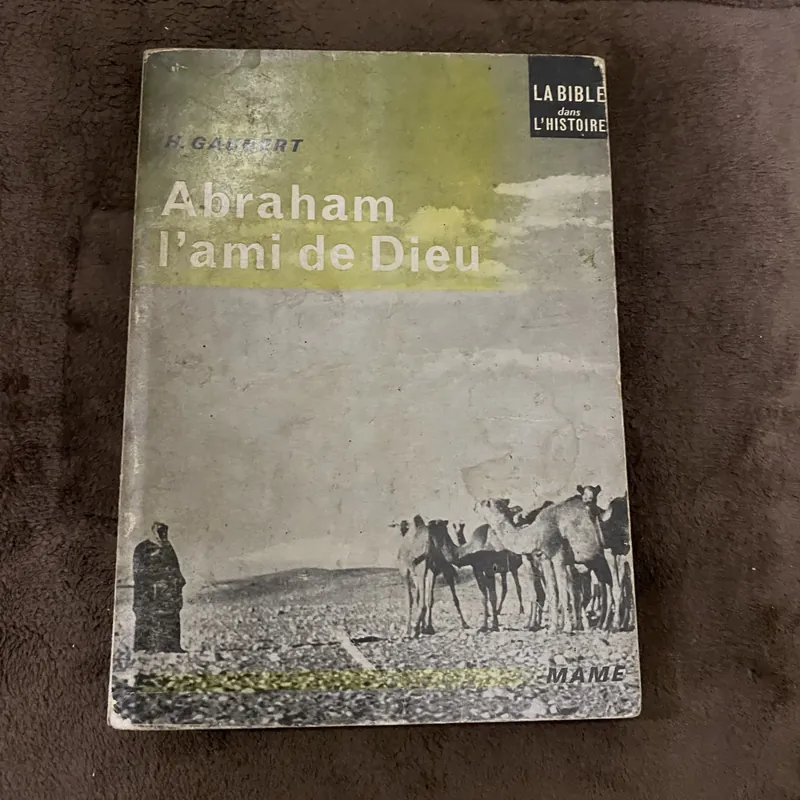 LA BIBLE
dans
L'HISTOIRE
H. GAUBERT
Abraham
l'ami de Dieu
MAME